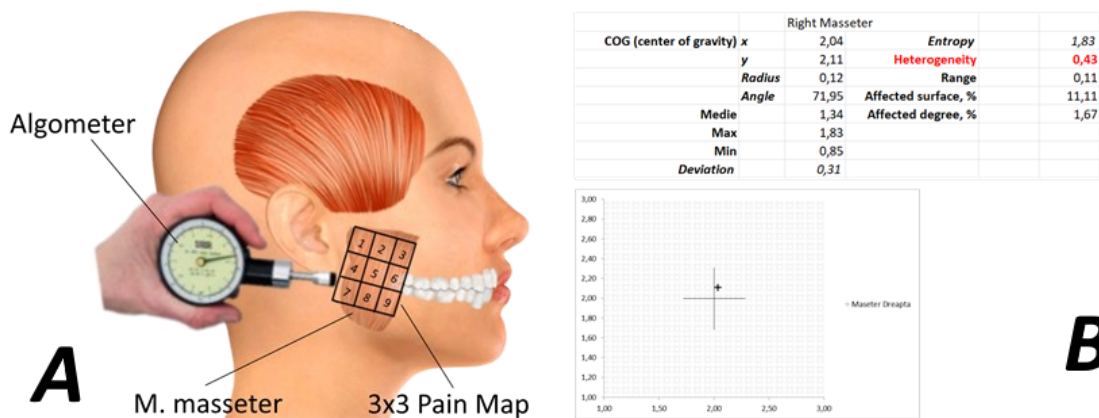 Algometer
1 2 3
4 5 6
7 8 9
A
M. masseter 3x3 Pain Map
Right Masseter
COG (center of gravity) x 2,04 Entropy 1,83
y 2,11 Heterogeneity 0,43
Radius 0,12 Range 0,11
Angle 71,95 Affected surface, % 11,11
Medie 1,34 Affected degree, % 1,67
Max 1,83
Min 0,85
Deviation 0,31
3,00
2,80
2,60
2,40
2,20
2,00
1,80
1,60
1,40
1,20
1,00
1,00 1,50 2,00 2,50 3,00
Maseter Dreapta
B